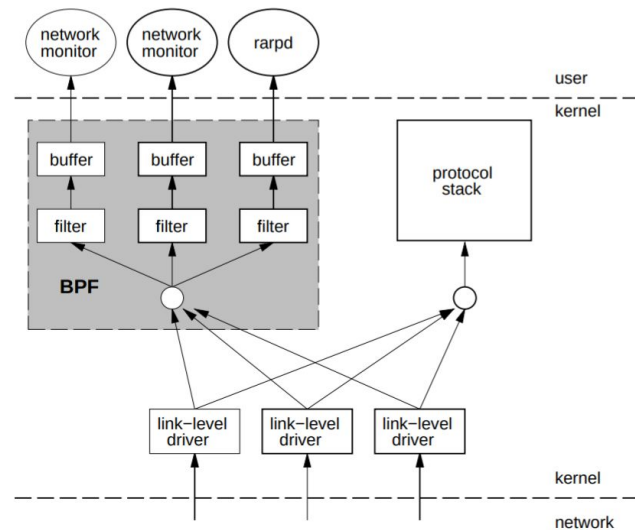 network
monitor
network
monitor
rarpd
user
kernel
buffer
buffer
buffer
protocol
stack
filter
filter
filter
BPF
link-level
driver
link-level
driver
link-level
driver
kernel
network